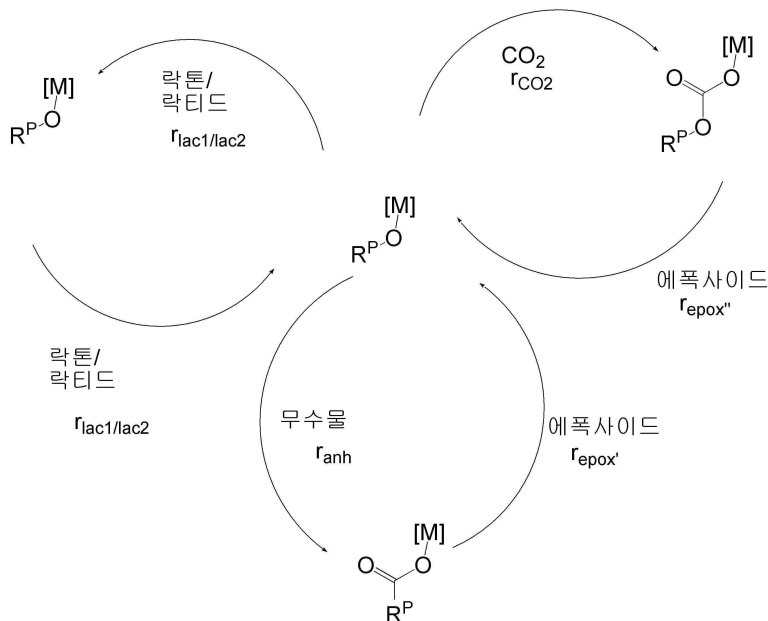 [M]
O
R^P
락톤/
락티드
r_lac1/lac2
CO₂
r_CO2
[M]
O
O
O
R^P
[M]
O
R^P
에폭사이드
r_epox"
락톤/
락티드
r_lac1/lac2
무수물
r_anh
에폭사이드
r_epox'
[M]
O
O
R^P